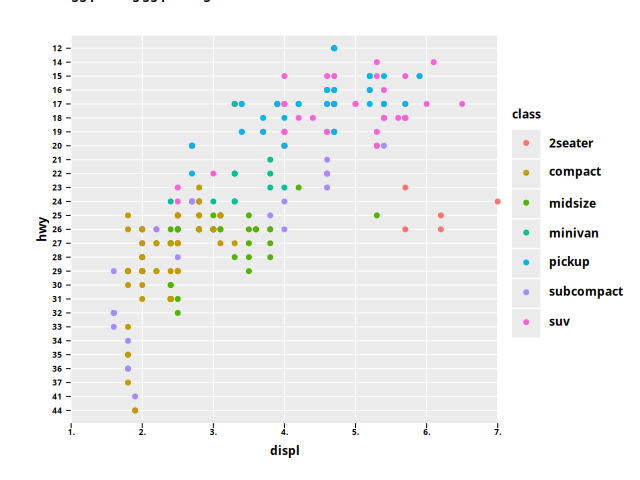 12
14
15
16
17
18
19
20
21
22
23
24
25
26
27
28
29
30
31
32
33
34
35
36
37
41
44
hwy
1. 2. 3. 4. 5. 6. 7.
displ
class
2seater
compact
midsize
minivan
pickup
subcompact
suv